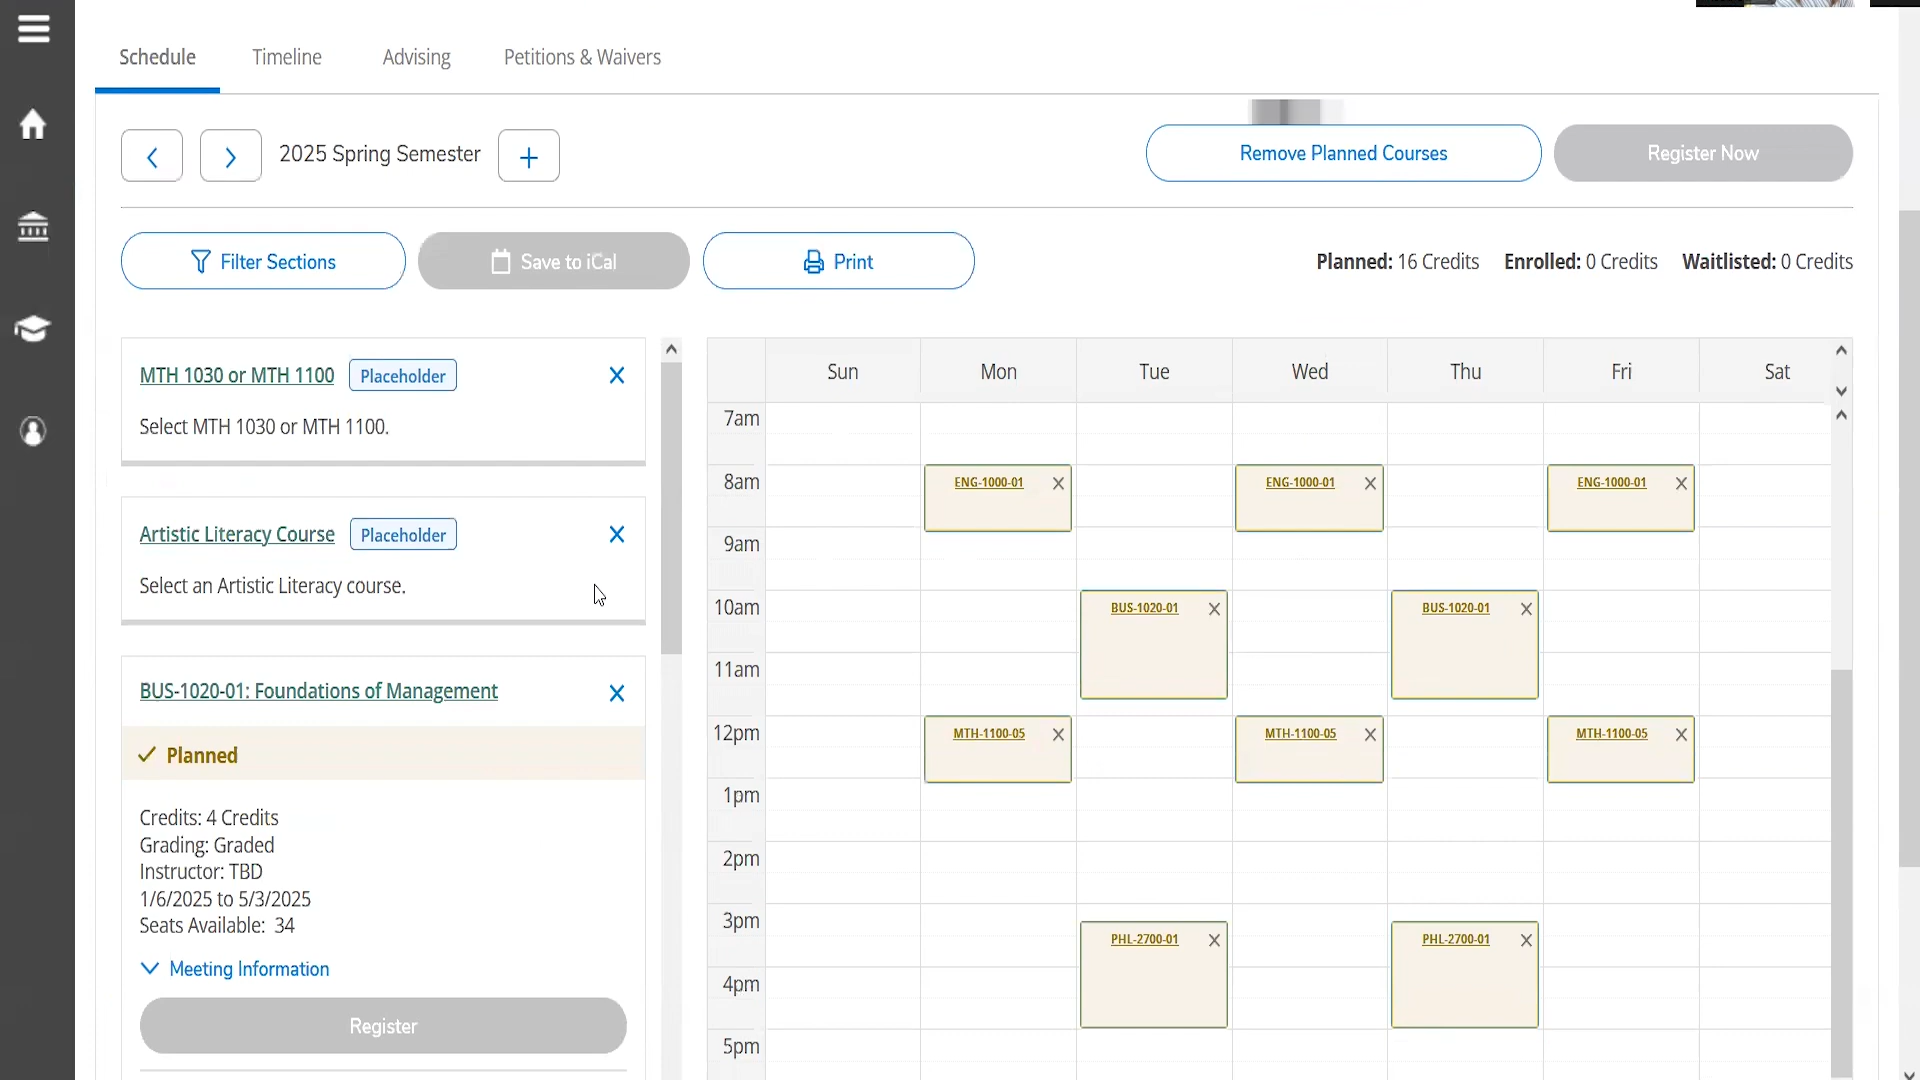 Schedule Timeline Advising Petitions & Waivers
2025 Spring Semester
Remove Planned Courses Register Now
Filter Sections Save to iCal Print
Planned: 16 Credits Enrolled: 0 Credits Waitlisted: 0 Credits
MTH 1030 or MTH 1100 Placeholder
Select MTH 1030 or MTH 1100.
Artistic Literacy Course Placeholder
Select an Artistic Literacy course.
BUS-1020-01: Foundations of Management
Planned
Credits: 4 Credits
Grading: Graded
Instructor: TBD
1/6/2025 to 5/3/2025
Seats Available: 34
Meeting Information
Register
Sun Mon Tue Wed Thu Fri Sat
7am
8am ENG-1000-01 ENG-1000-01 ENG-1000-01
9am
10am BUS-1020-01 BUS-1020-01
11am
12pm MTH-1100-05 MTH-1100-05 MTH-1100-05
1pm
2pm
3pm
PHL-2700-01 PHL-2700-01
4pm
5pm